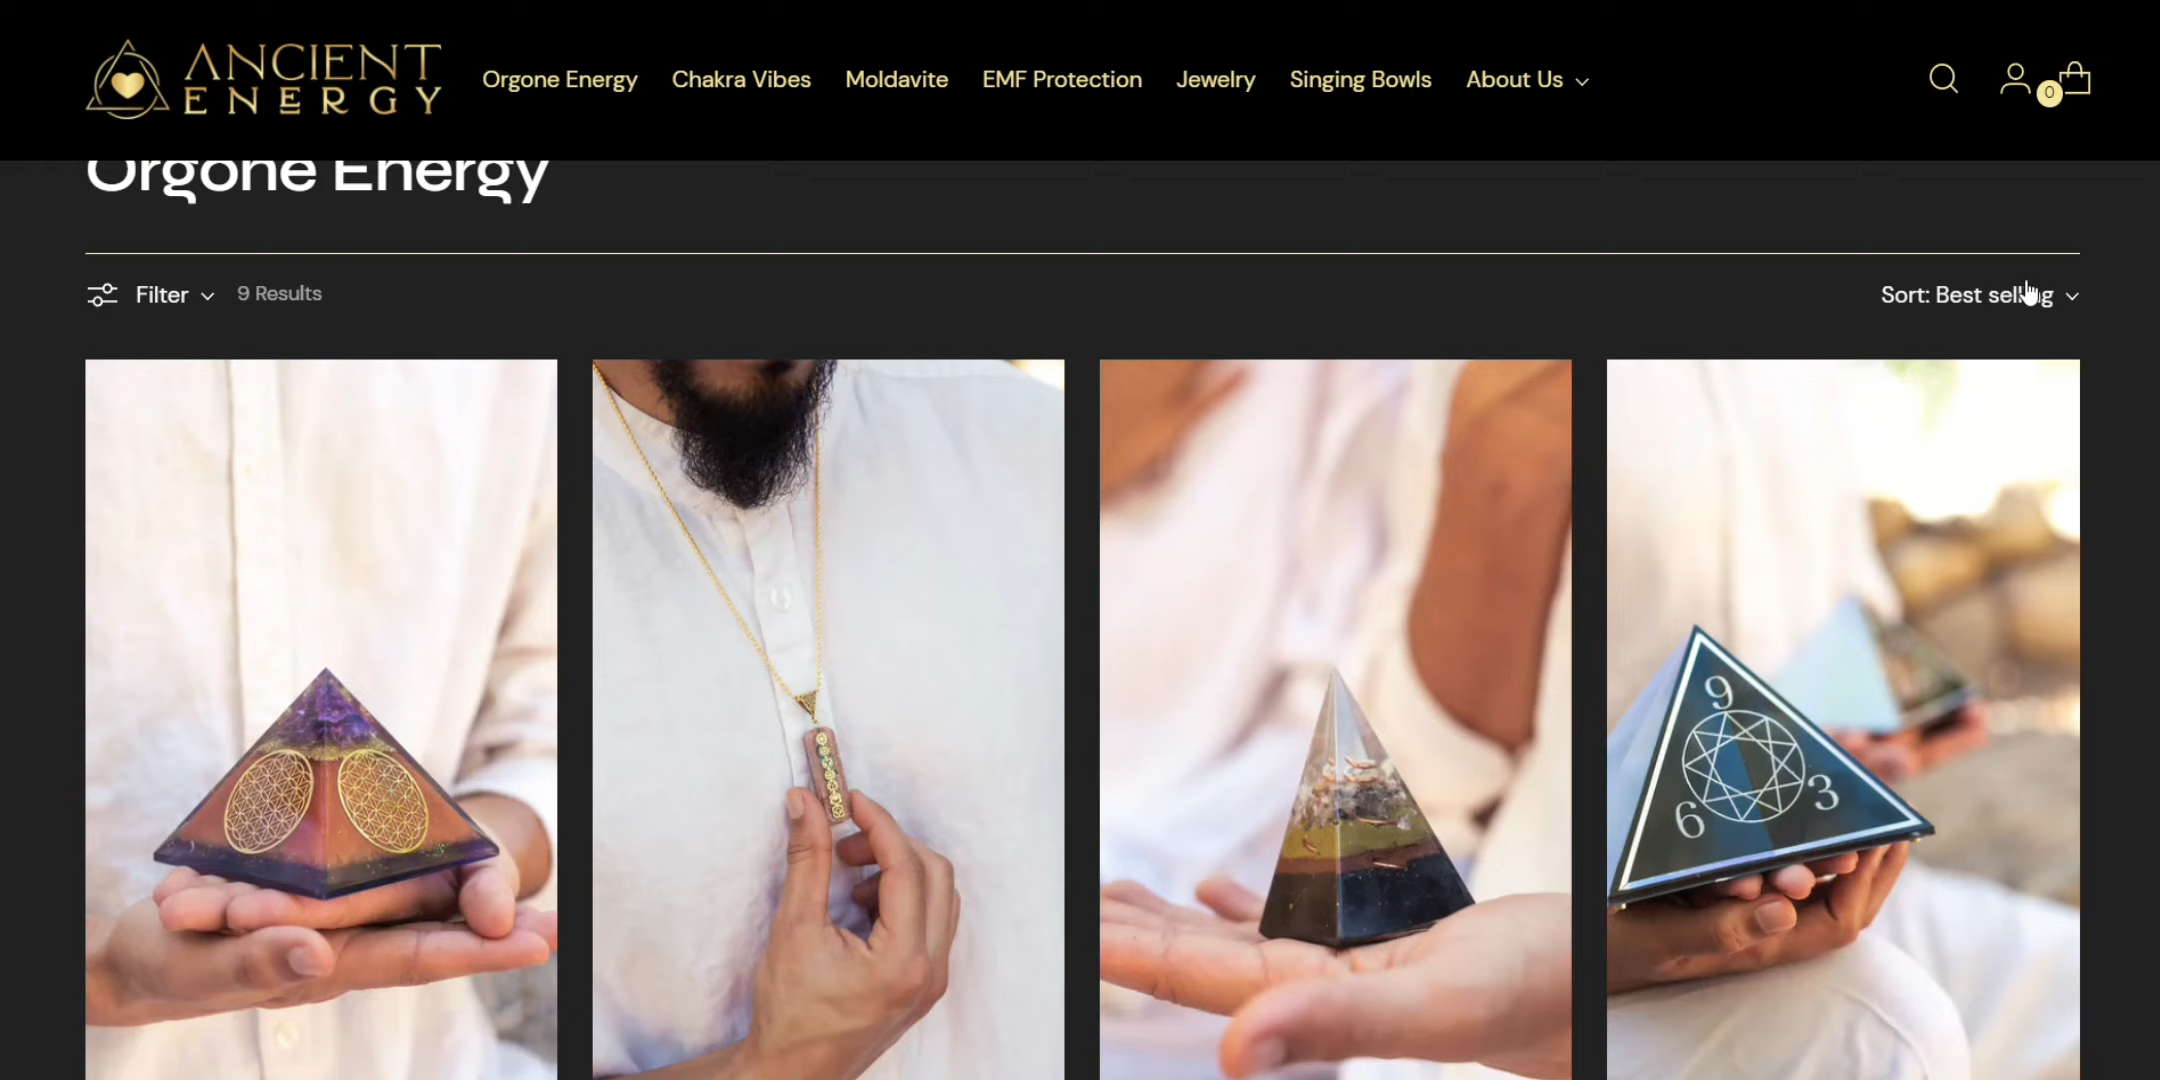 ANCIENT
ENERGY
Orgone Energy
Chakra Vibes
Moldavite
EMF Protection
Jewelry
Singing Bowls
About Us
0
Orgone Energy
Filter
9 Results
Sort: Best selling
9
6
3